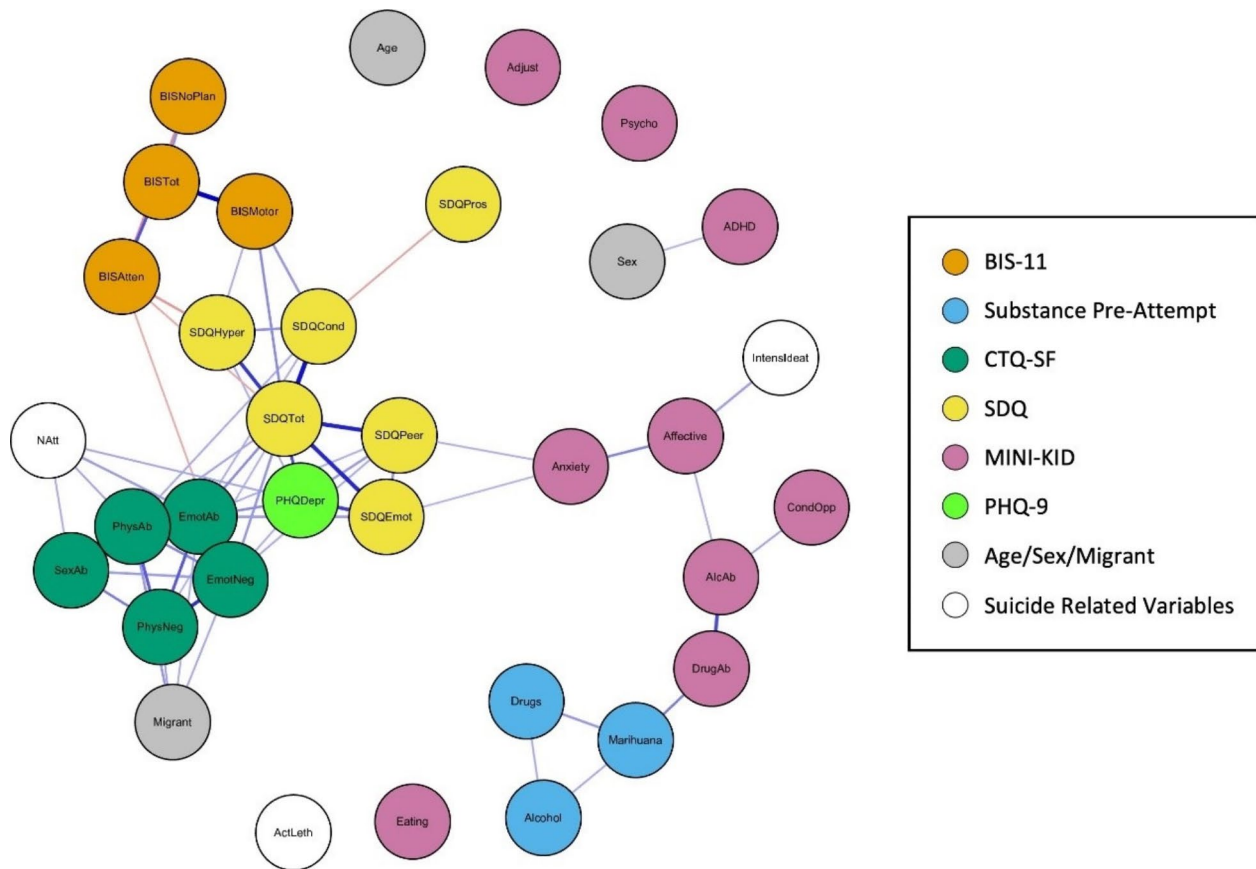 Age
Adjust
BISNoPlan
Psycho
BISTot
BISMotor
SDQPros
ADHD
Sex
BISAtten
SDQHyper
SDQCond
IntensIdeat
SDQTot
SDQPeer
NAtt
Affective
Anxiety
PHQDepr
CondOpp
EmotAb
SDQEmot
PhysAb
SexAb
EmotNeg
AlcAb
PhysNeg
DrugAb
Drugs
Migrant
Marihuana
Alcohol
Eating
ActLeth
BIS-11
Substance Pre-Attempt
CTQ-SF
SDQ
MINI-KID
PHQ-9
Age/Sex/Migrant
Suicide Related Variables